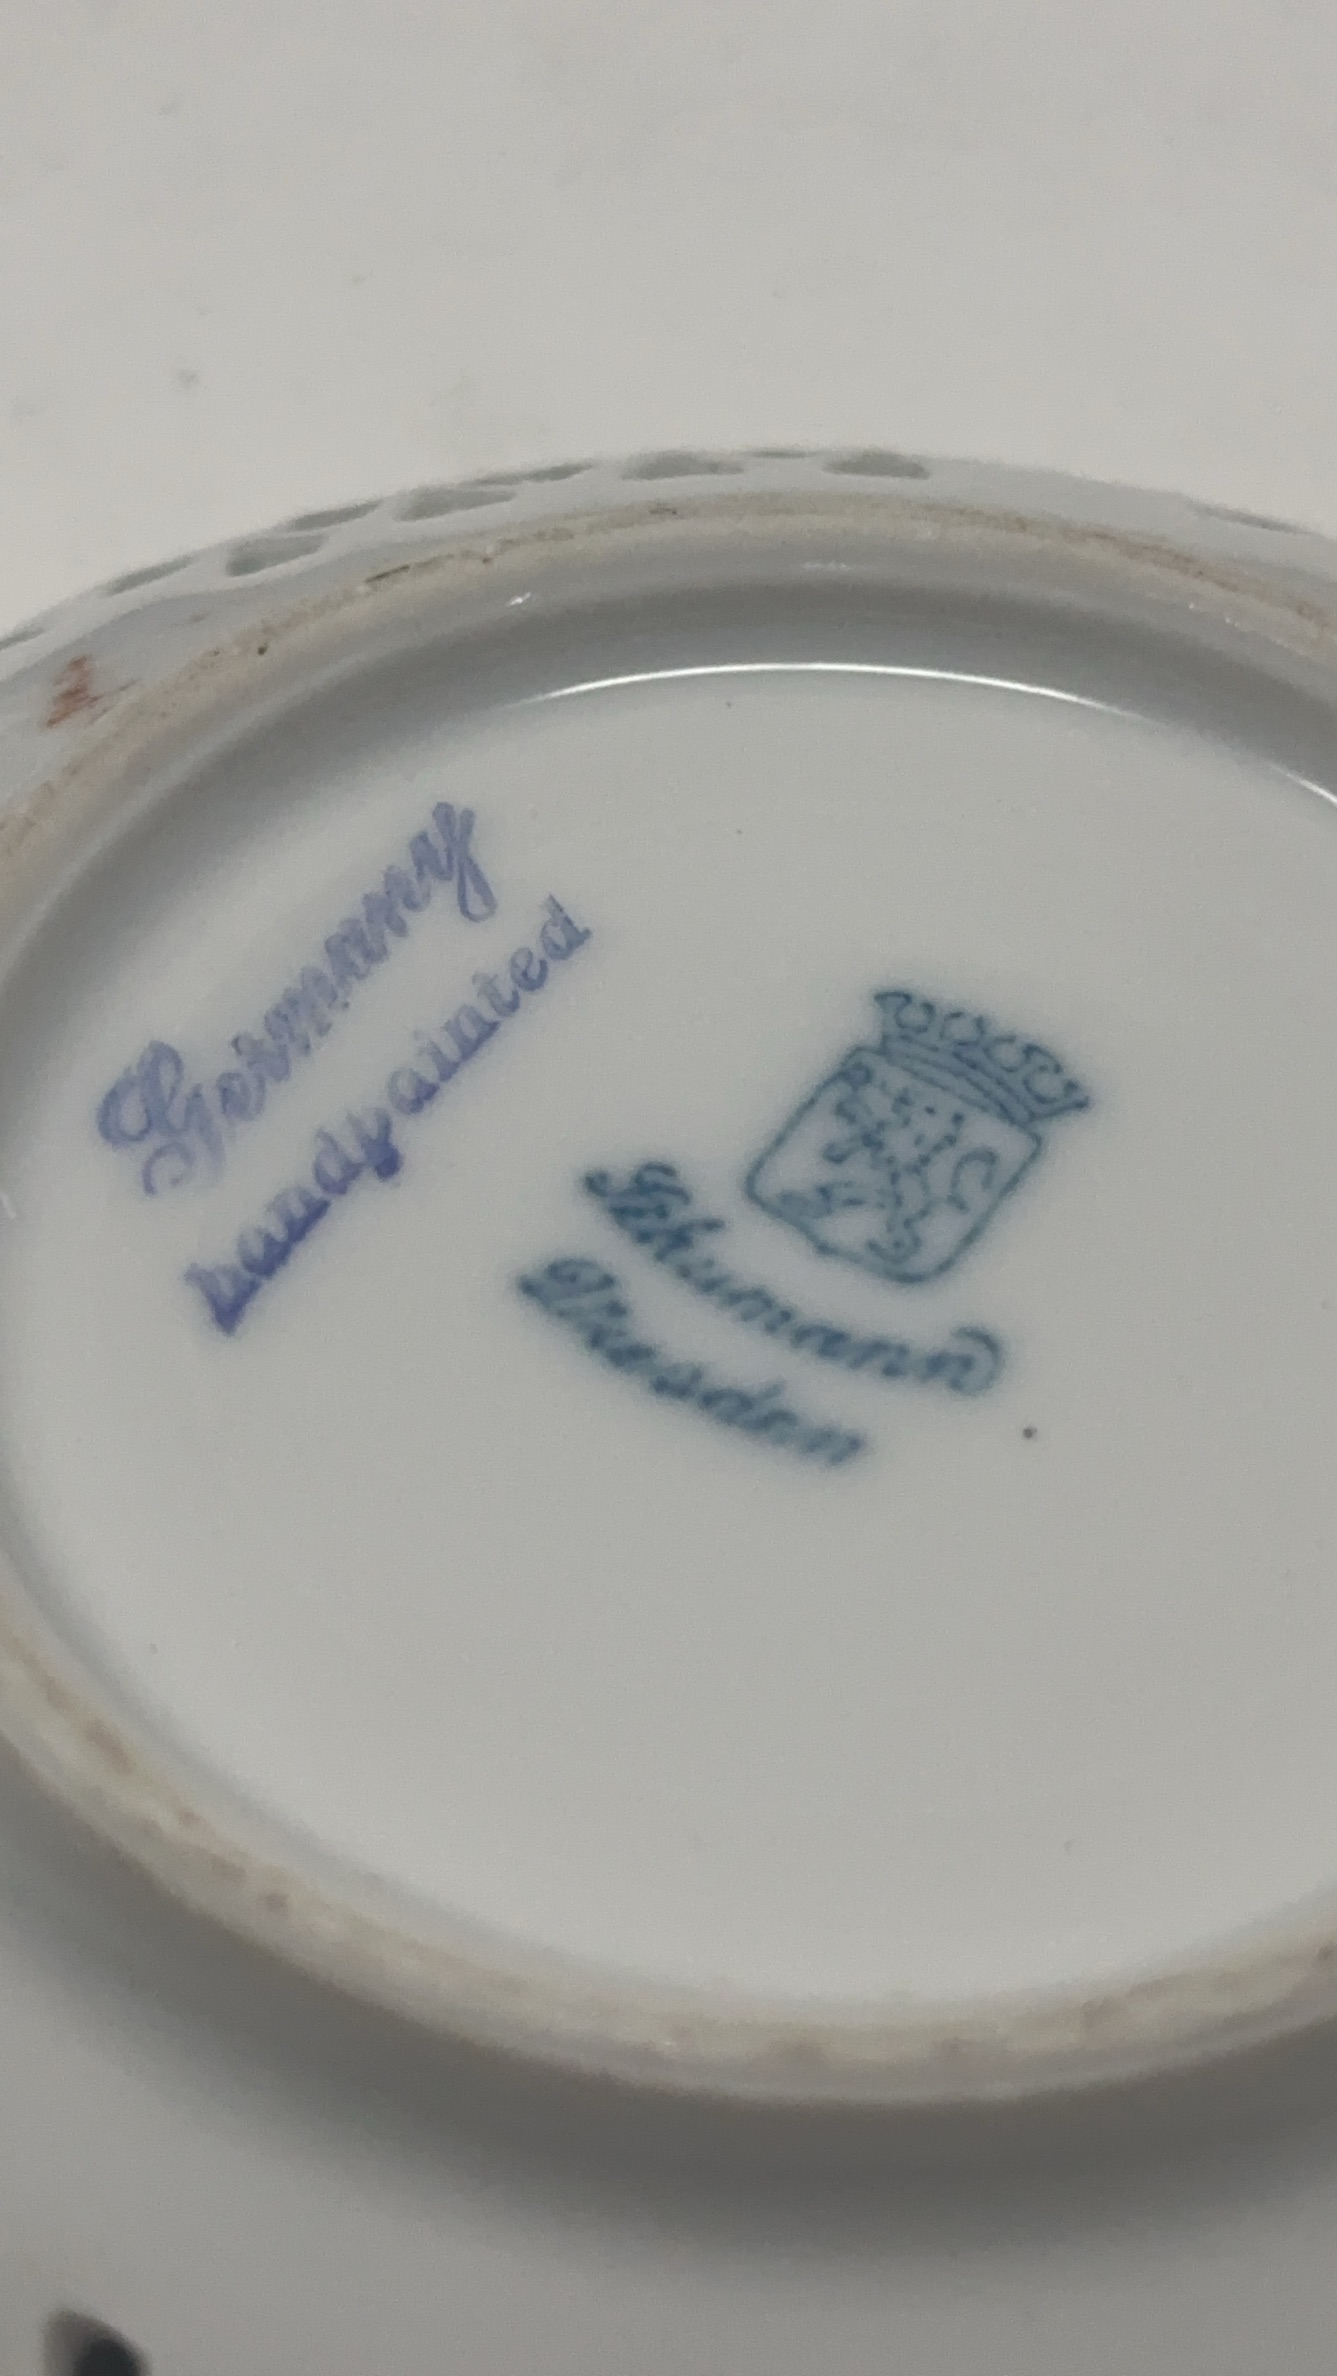 Germany
handpainted
Schumann
Dresden